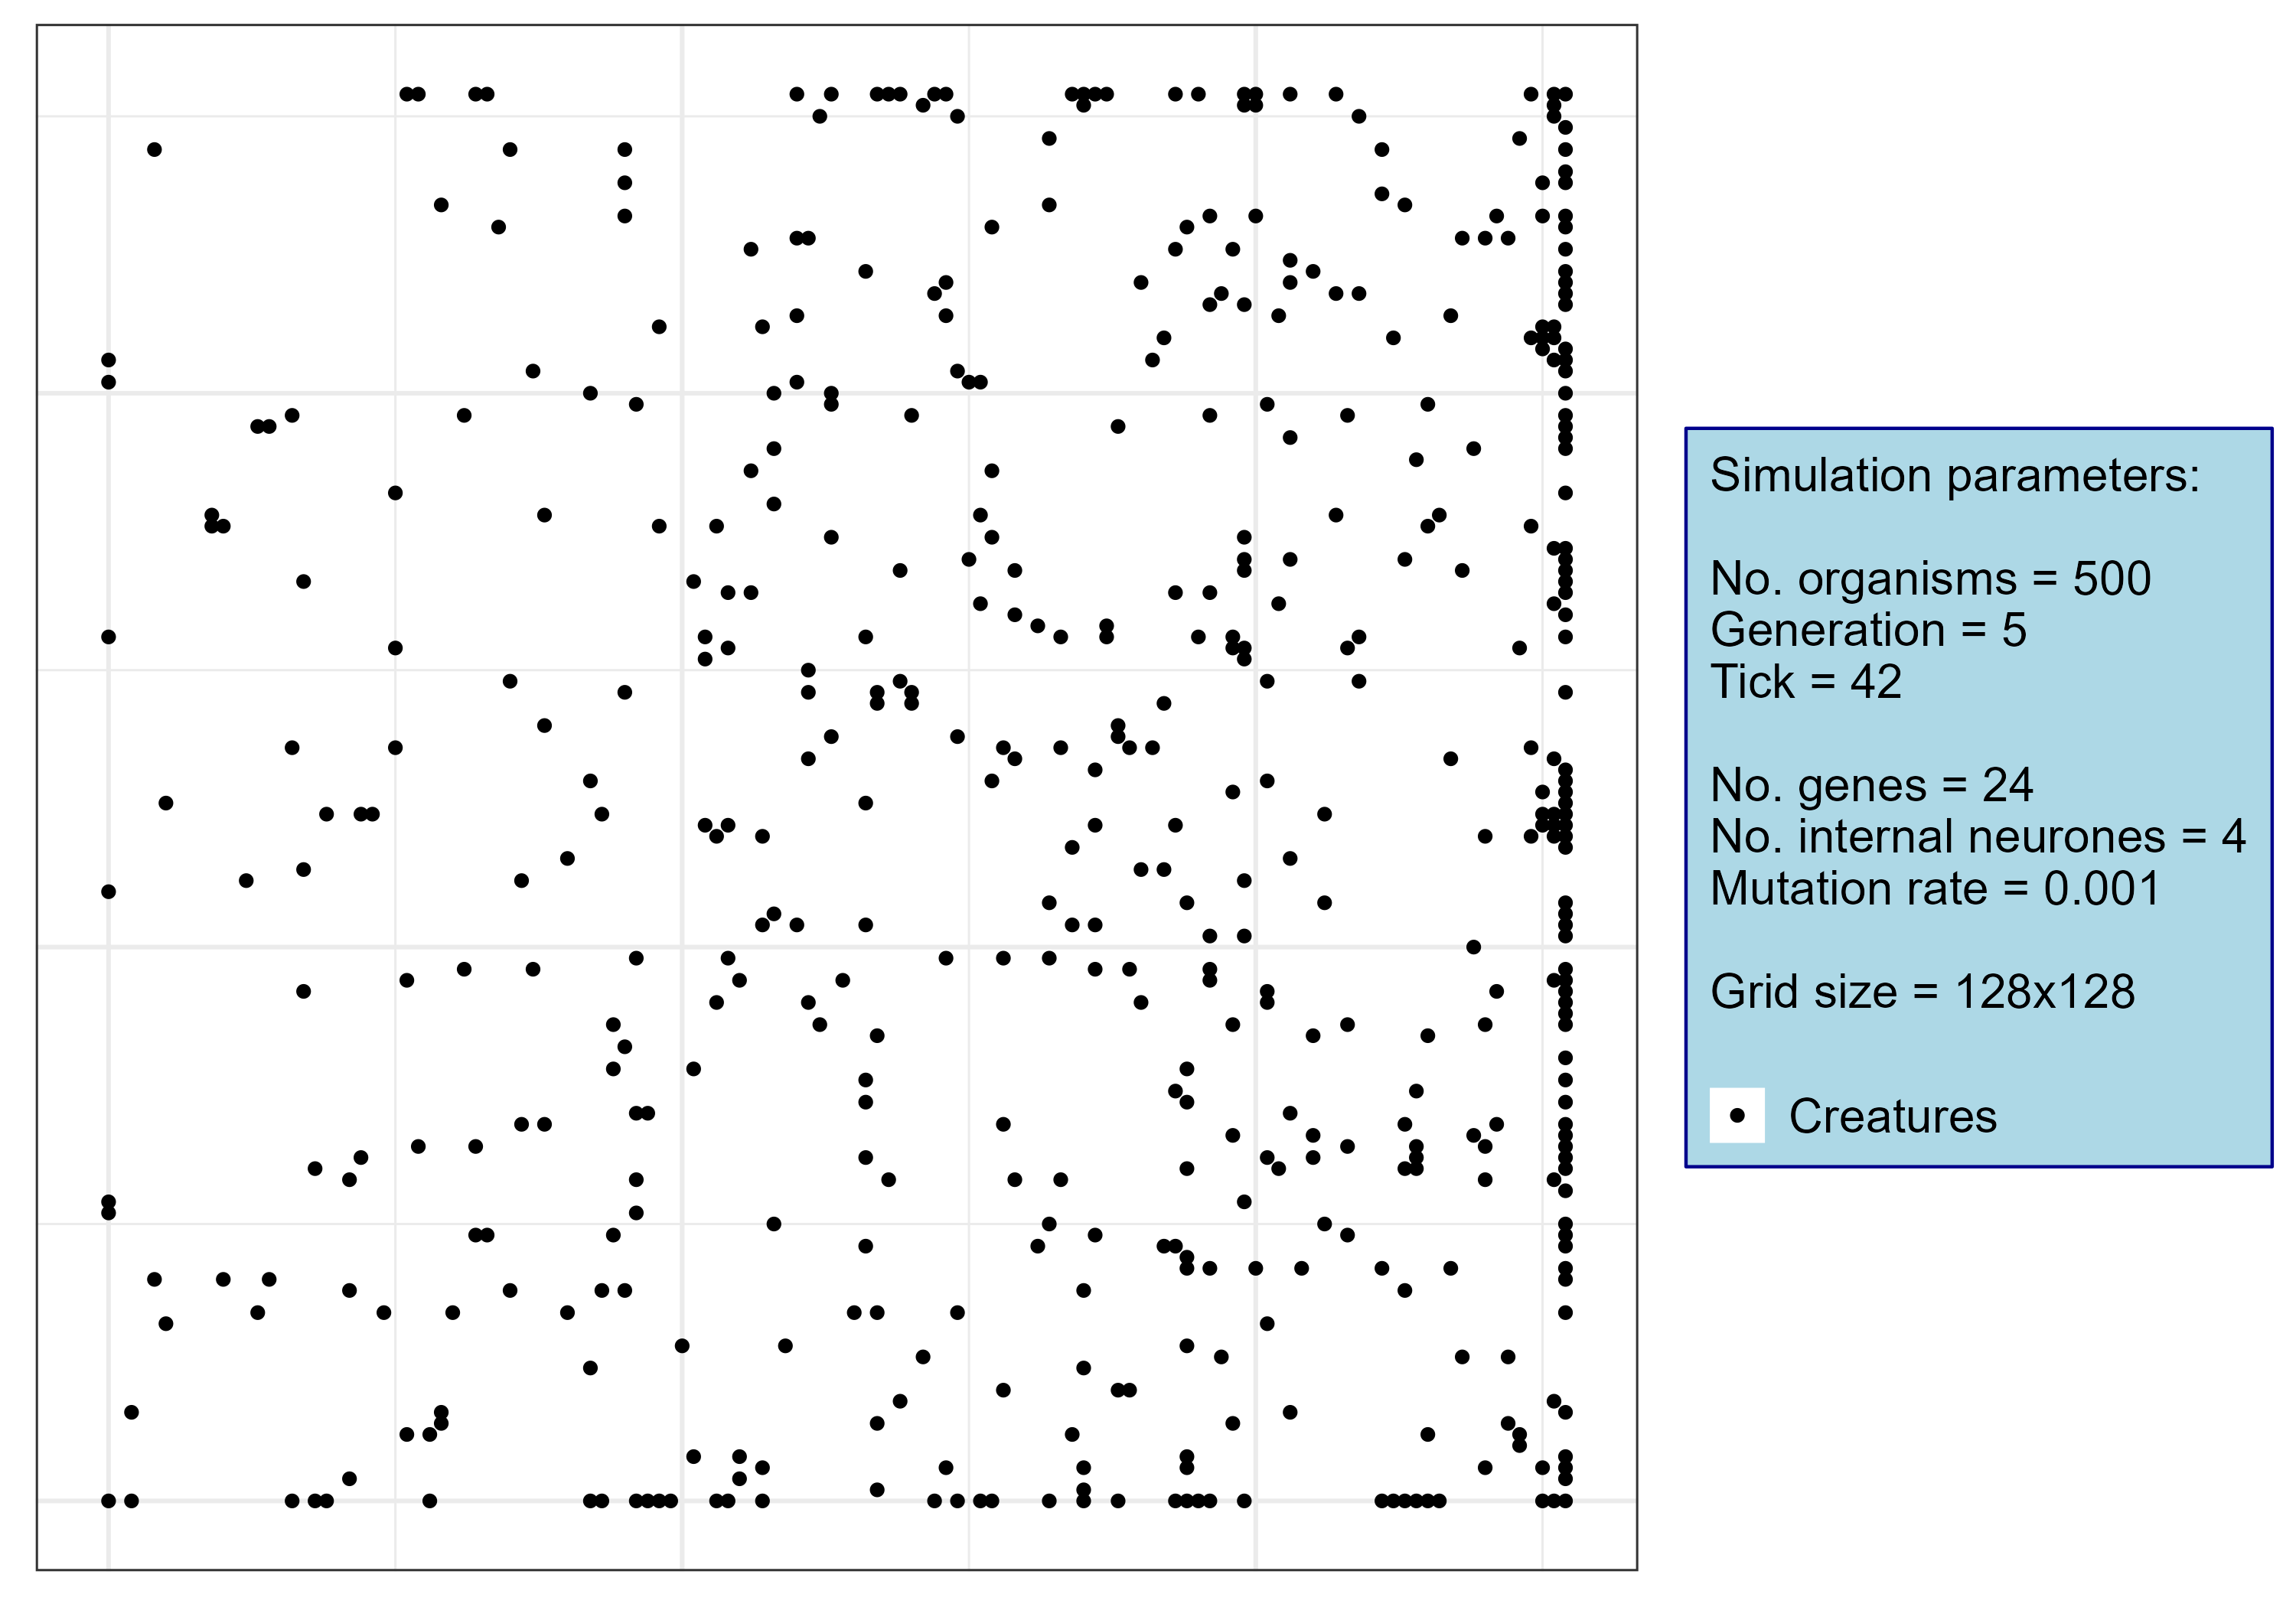 Simulation parameters:
No. organisms = 500
Generation = 5
Tick = 42
No. genes = 24
No. internal neurones = 4
Mutation rate = 0.001
Grid size = 128x128
Creatures